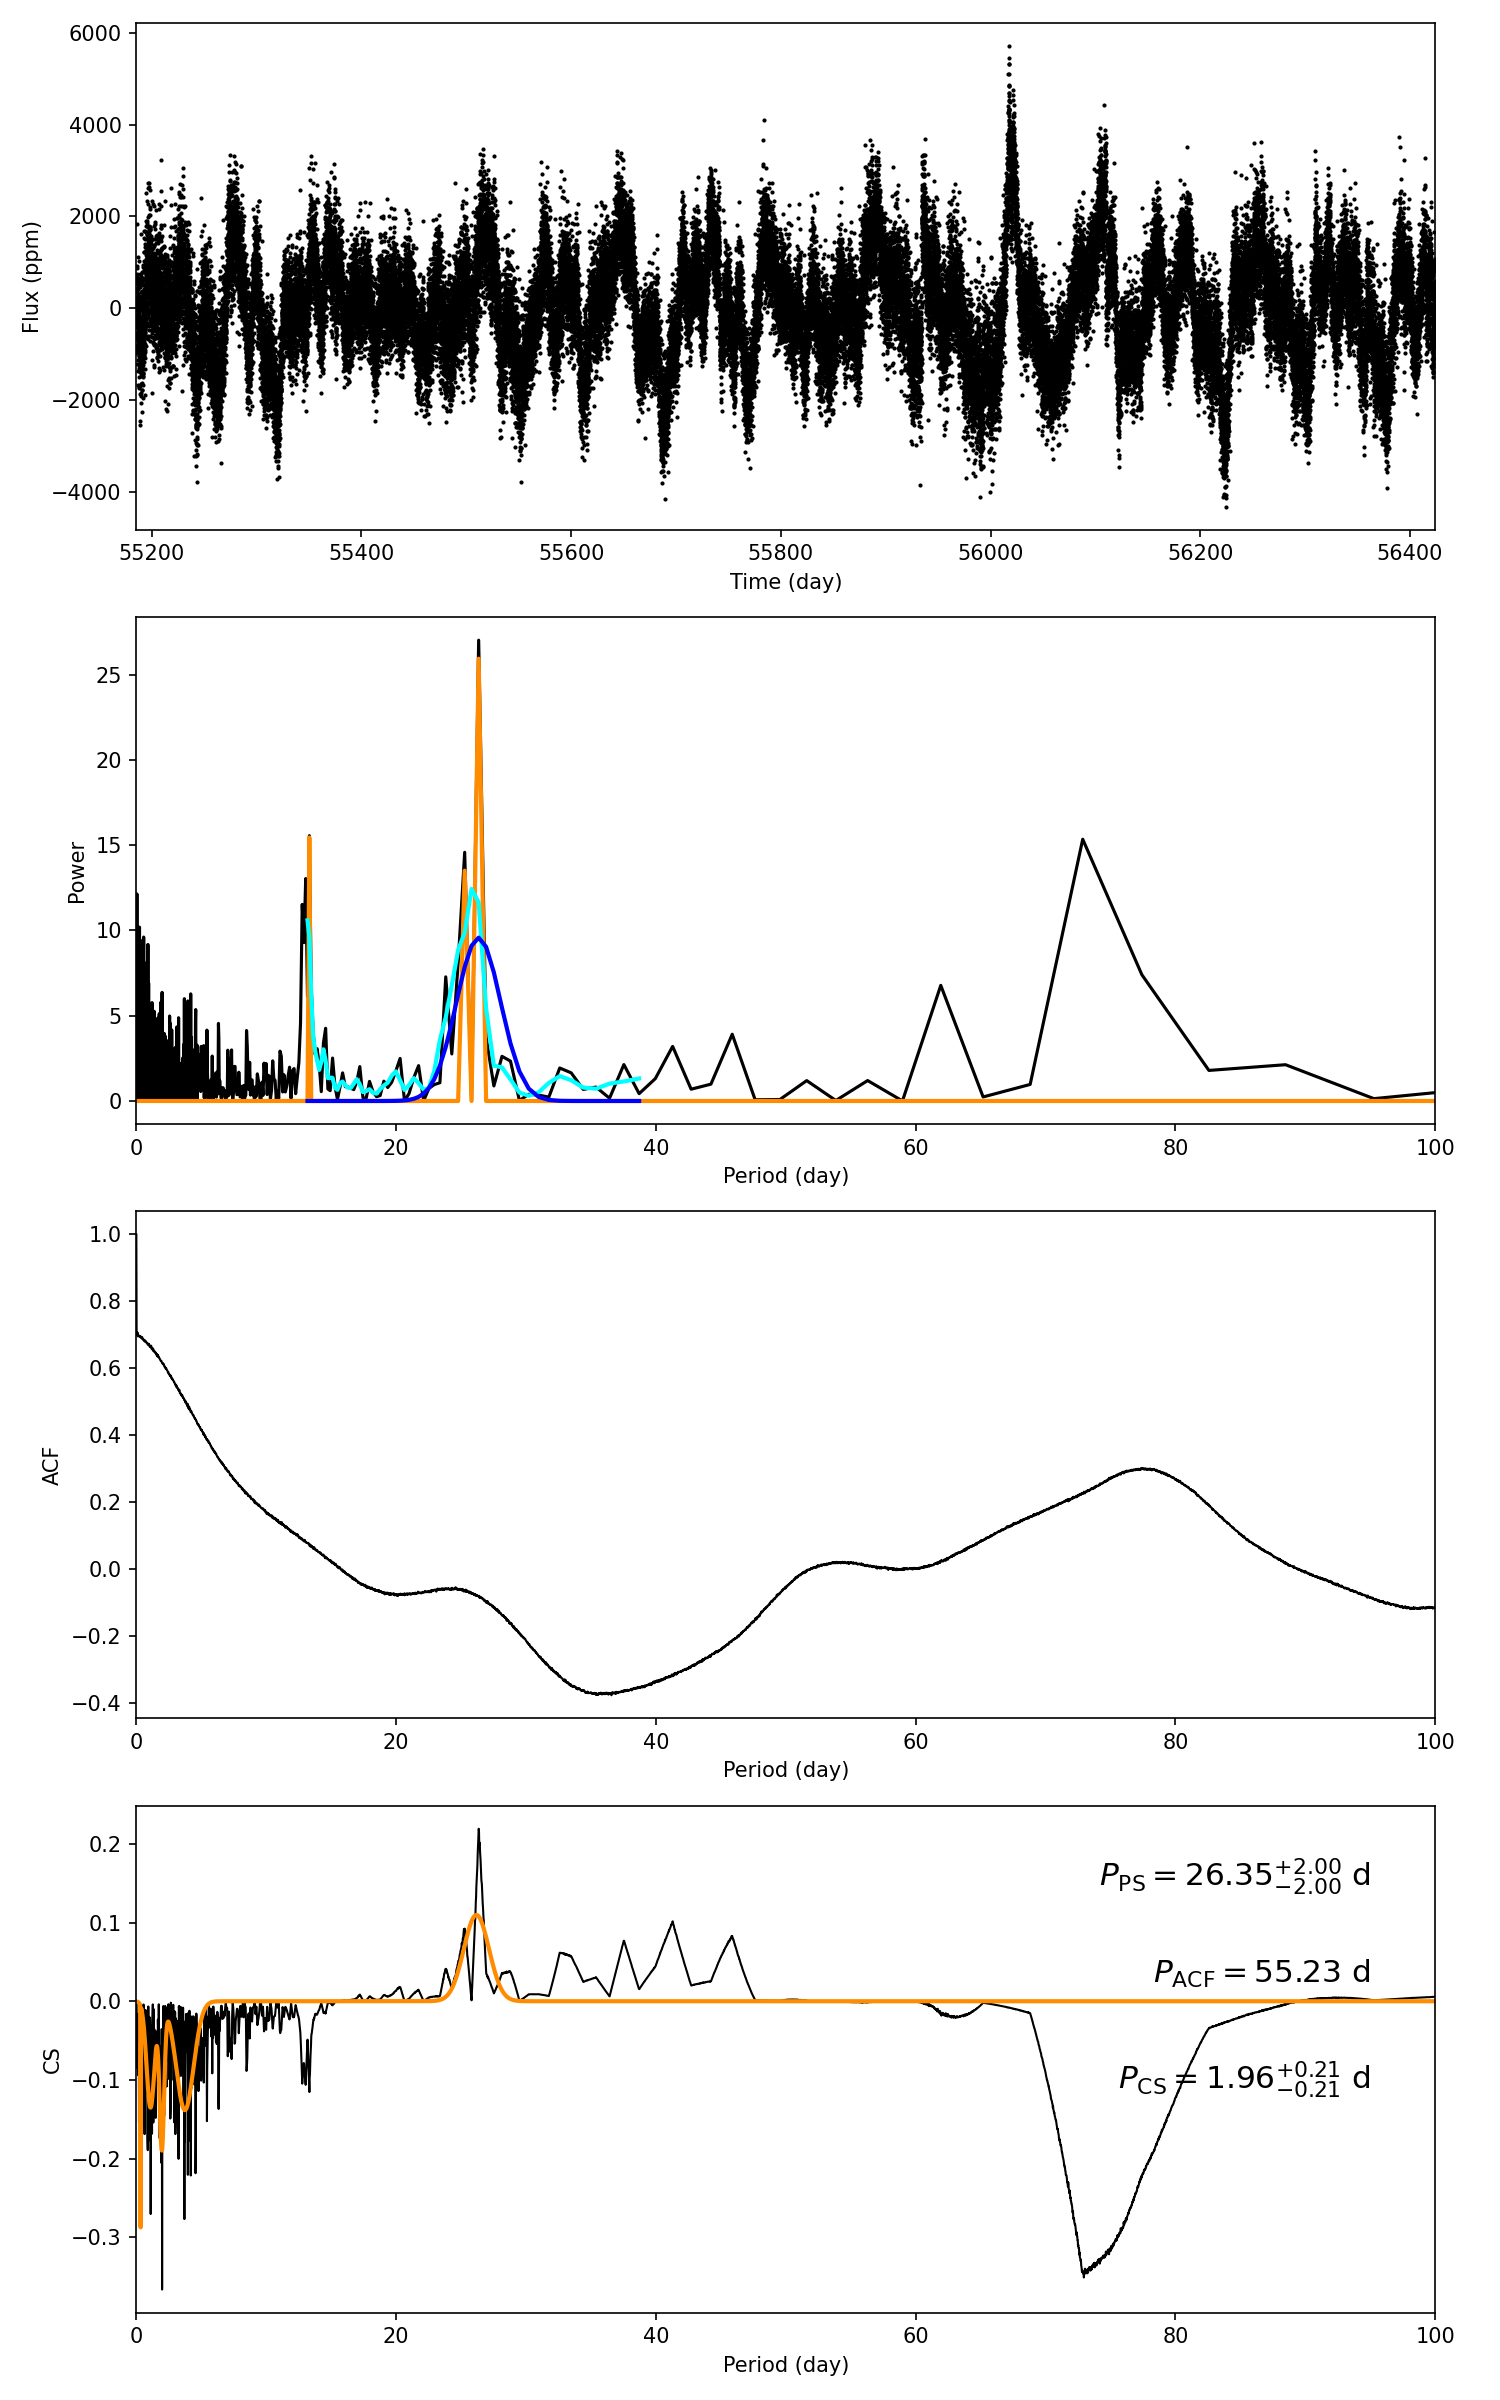 6000
4000
2000
0
−2000
−4000
Flux (ppm)
55200 55400 55600 55800 56000 56200 56400
Time (day)
25
20
15
10
5
0
Power
0 20 40 60 80 100
Period (day)
1.0
0.8
0.6
0.4
0.2
0.0
−0.2
−0.4
ACF
0 20 40 60 80 100
Period (day)
0.2
0.1
0.0
−0.1
−0.2
−0.3
CS
P_PS = 26.35^{+2.00}_{−2.00} d
P_ACF = 55.23 d
P_CS = 1.96^{+0.21}_{−0.21} d
0 20 40 60 80 100
Period (day)